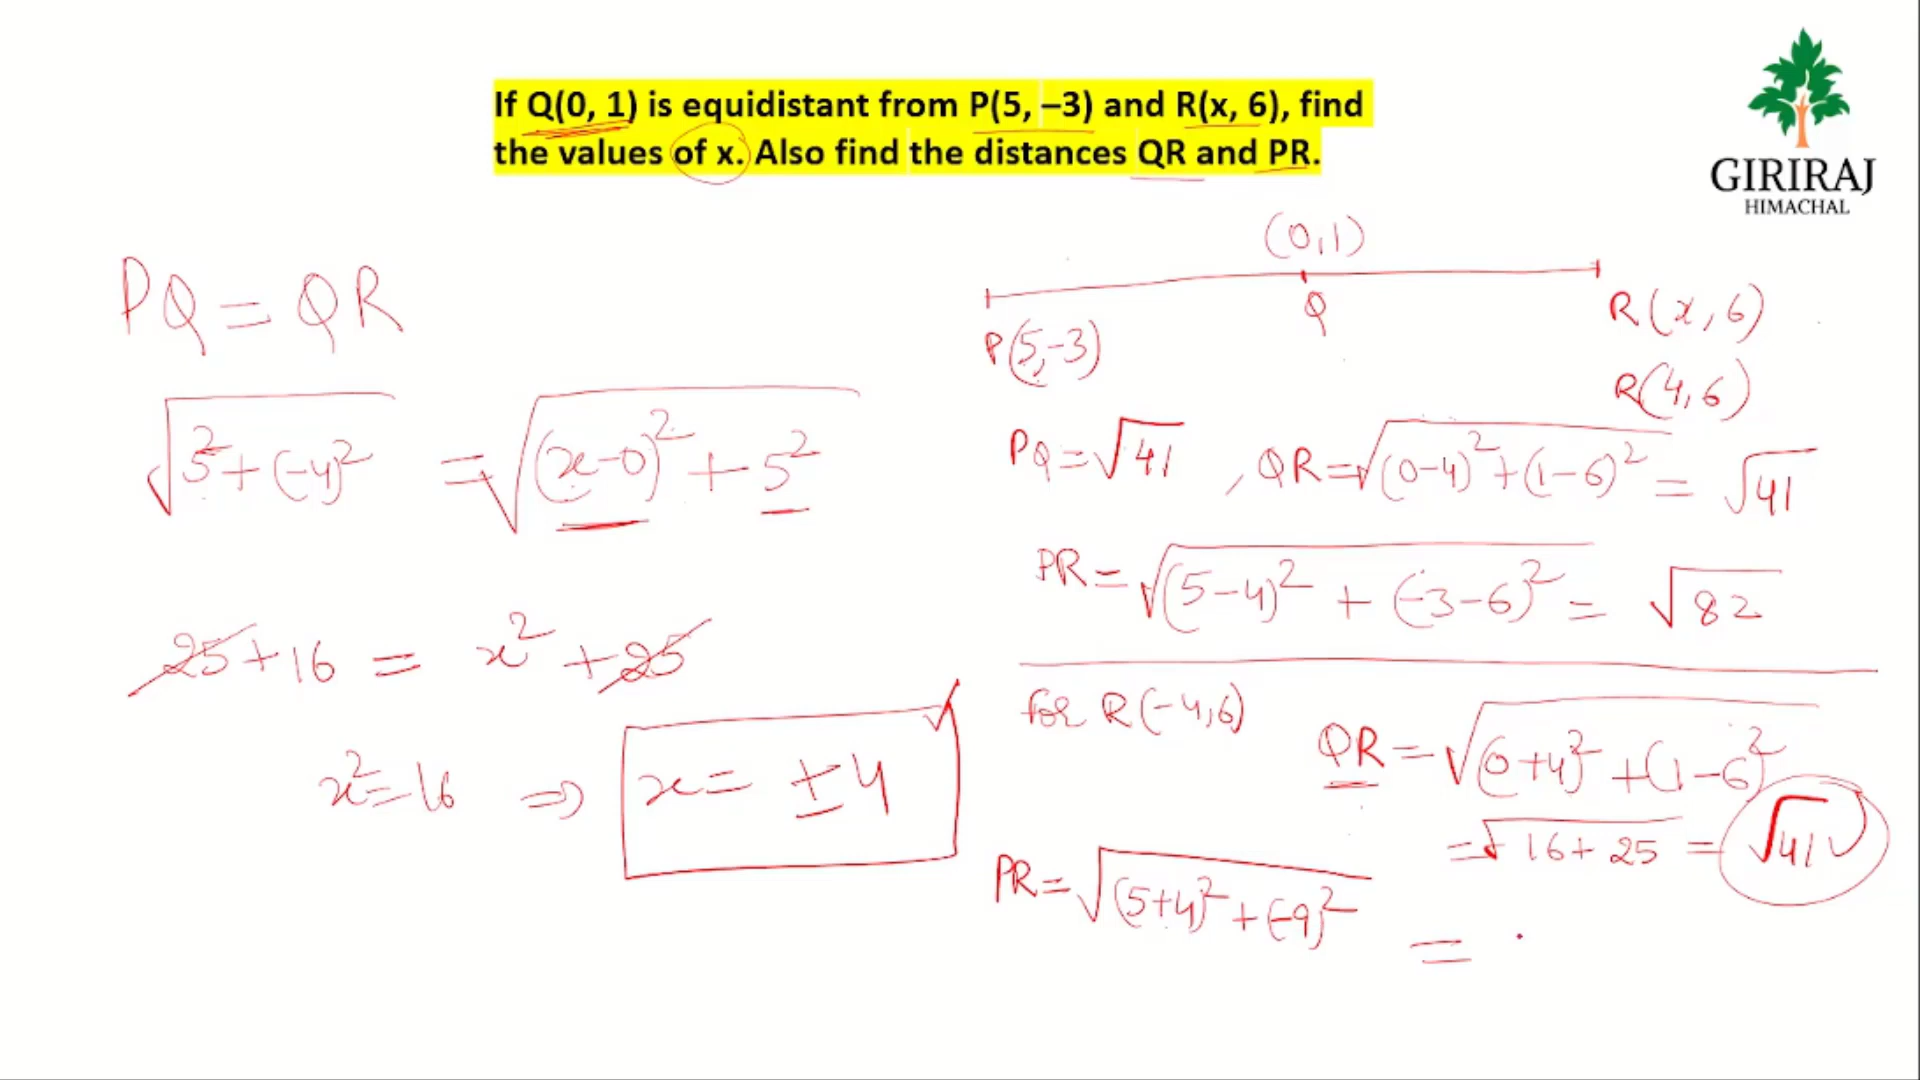 If Q(0, 1) is equidistant from P(5, –3) and R(x, 6), find
the values of x. Also find the distances QR and PR.
GIRIRAJ
HIMACHAL
PQ = QR
√(5² + (-4)²) = √((x-0)² + 5²)
25 + 16 = x² + 25
x² = 16 ⇒ x = ± 4
(0,1)
Q
P(5,-3)
R(x, 6)
R(4,6)
PQ = √41 , QR = √((0-4)² + (1-6)²) = √41
PR = √((5-4)² + (-3-6)²) = √82
for R(-4,6)
QR = √((0+4)² + (1-6)²)
= √(16+25) = √41
PR = √((5+4)² + (-9)²) =